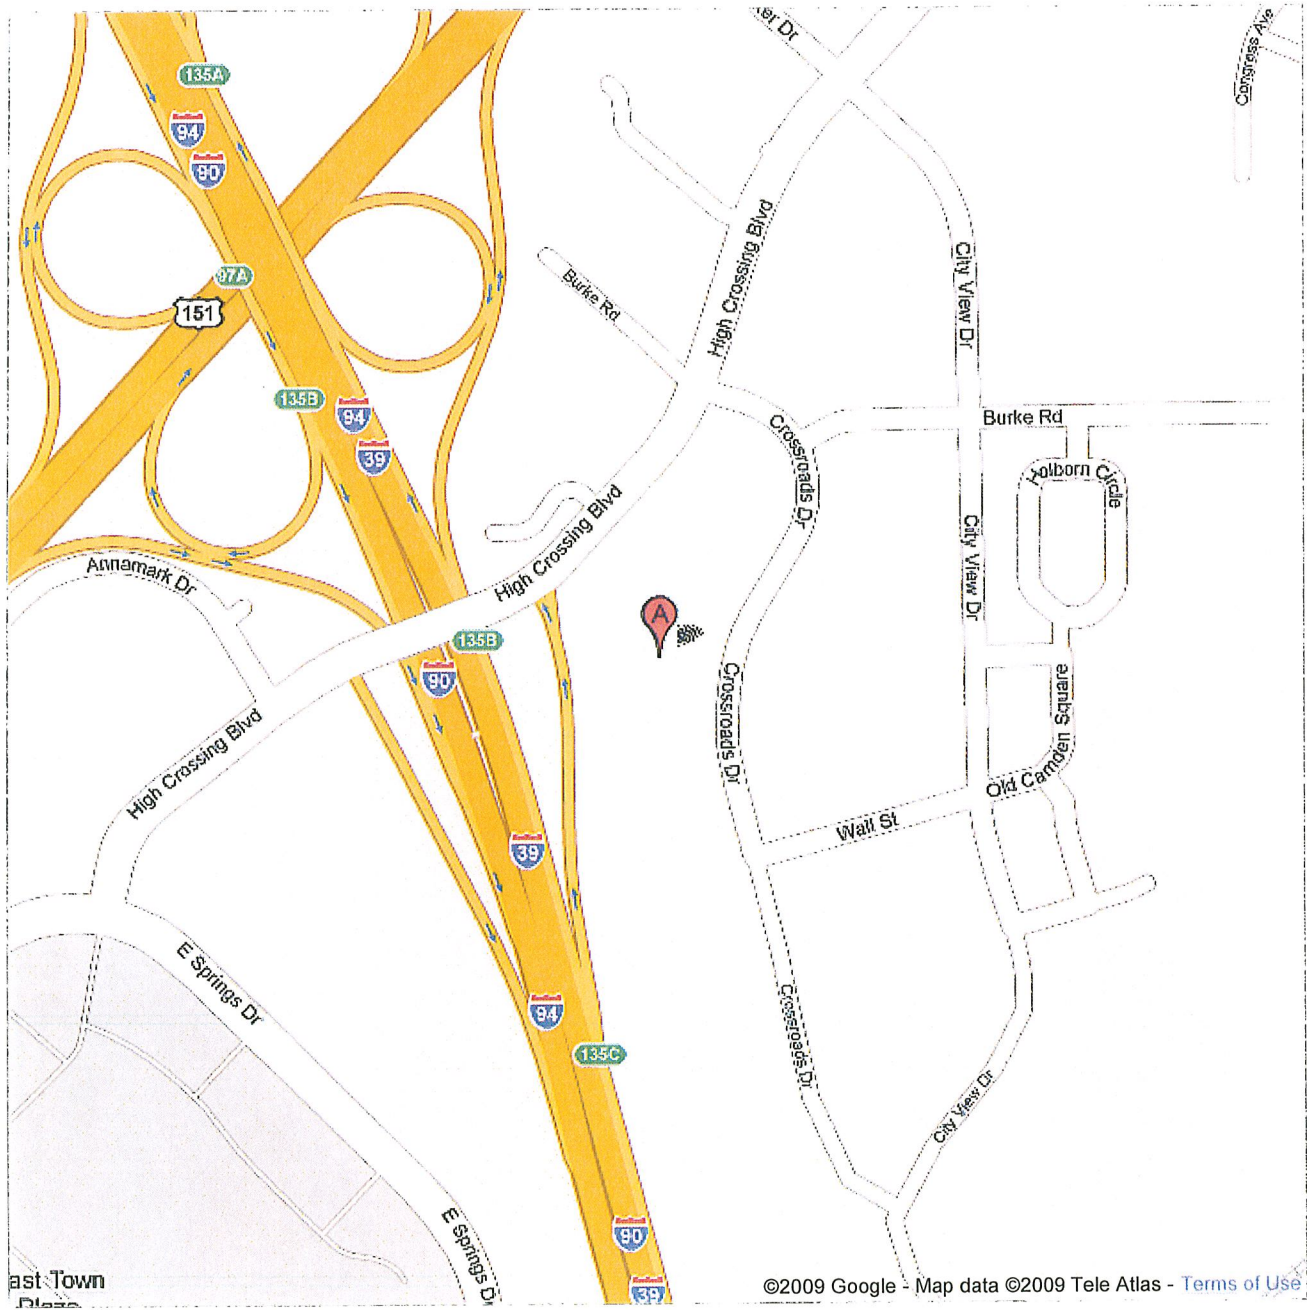 Congress Ave
135A
94
90
High Crossing Blvd
City View Dr
97A
Burke Rd
151
135B
94
Burke Rd
Crossroads Dr
39
Holborn Circle
High Crossing Blvd
City View Dr
Annamark Dr
A
135B
90
Crossroads Dr
Old Camden Square
High Crossing Blvd
Wall St
39
E Springs Dr
94
Crossroads Dr
135C
City View Dr
E Springs Dr
90
ast Town
Plaza
39
©2009 Google - Map data ©2009 Tele Atlas - Terms of Use